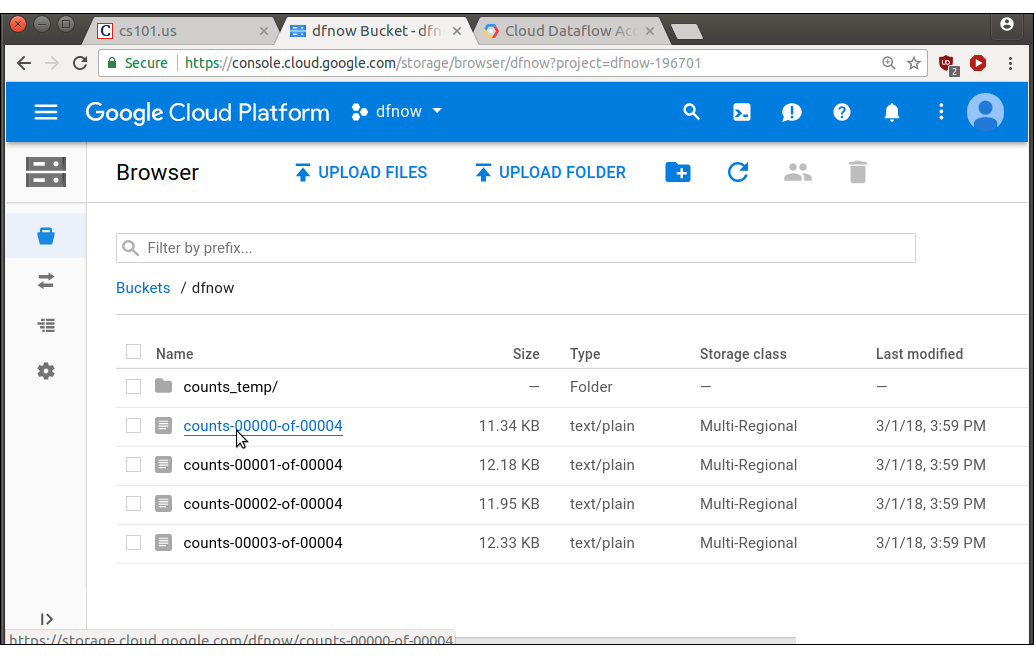 cs101.us
dfnow Bucket - dfn
Cloud Dataflow Ac
Secure https://console.cloud.google.com/storage/browser/dfnow?project=dfnow-196701
2
Google Cloud Platform dfnow
Browser UPLOAD FILES UPLOAD FOLDER
Filter by prefix...
Buckets / dfnow
Name Size Type Storage class Last modified
counts_temp/ — Folder — —
counts-00000-of-00004 11.34 KB text/plain Multi-Regional 3/1/18, 3:59 PM
counts-00001-of-00004 12.18 KB text/plain Multi-Regional 3/1/18, 3:59 PM
counts-00002-of-00004 11.95 KB text/plain Multi-Regional 3/1/18, 3:59 PM
counts-00003-of-00004 12.33 KB text/plain Multi-Regional 3/1/18, 3:59 PM
https://storage.cloud.google.com/dfnow/counts-00000-of-00004